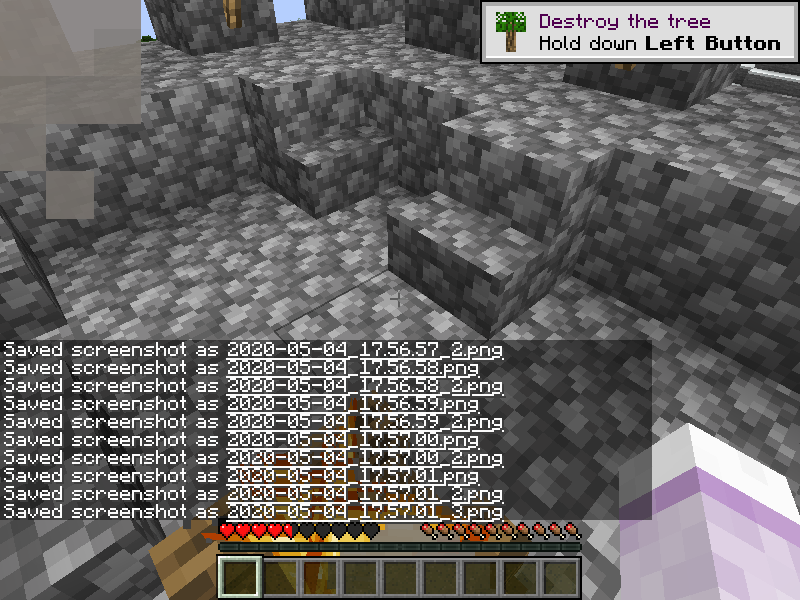 Destroy the tree
Hold down Left Button
Saved screenshot as 2020-05-04_17.56.57_2.png
Saved screenshot as 2020-05-04_17.56.58.png
Saved screenshot as 2020-05-04_17.56.58_2.png
Saved screenshot as 2020-05-04_17.56.59.png
Saved screenshot as 2020-05-04_17.56.59_2.png
Saved screenshot as 2020-05-04_17.57.00.png
Saved screenshot as 2020-05-04_17.57.00_2.png
Saved screenshot as 2020-05-04_17.57.01.png
Saved screenshot as 2020-05-04_17.57.01_2.png
Saved screenshot as 2020-05-04_17.57.01_3.png